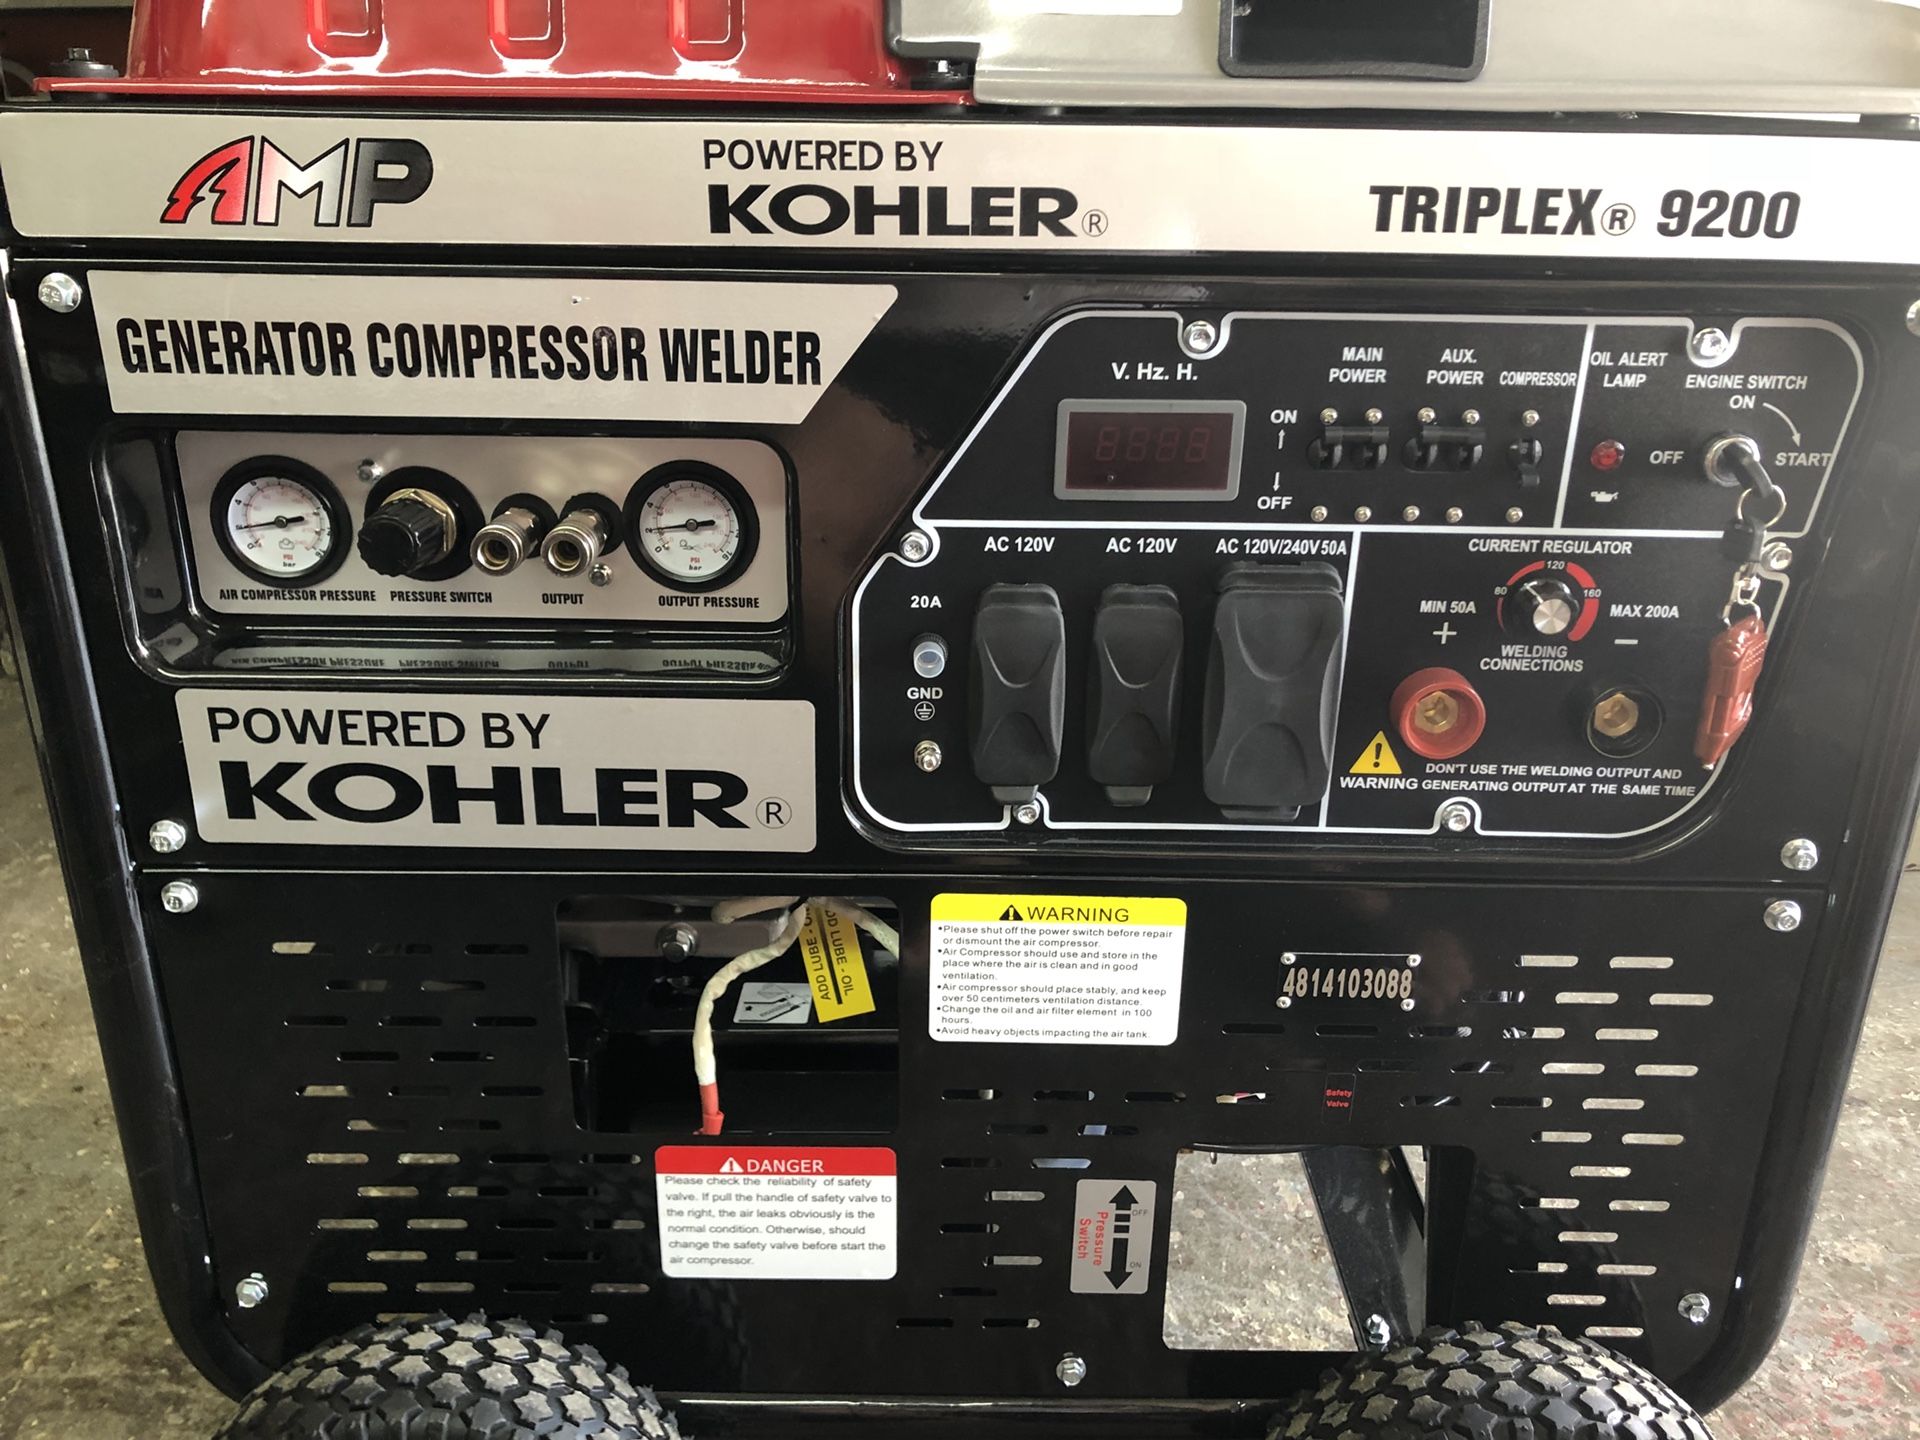 AMP
POWERED BY
KOHLER®
TRIPLEX® 9200
GENERATOR COMPRESSOR WELDER
V. Hz. H.
MAIN
POWER
AUX.
POWER
COMPRESSOR
ON
OFF
OIL ALERT
LAMP
ENGINE SWITCH
ON
OFF
START
PSI
bar
PSI
bar
AIR COMPRESSOR PRESSURE
PRESSURE SWITCH
OUTPUT
OUTPUT PRESSURE
AC 120V
AC 120V
AC 120V/240V 50A
20A
GND
CURRENT REGULATOR
80
120
160
MIN 50A
MAX 200A
+
−
WELDING
CONNECTIONS
DON'T USE THE WELDING OUTPUT AND
WARNING GENERATING OUTPUT AT THE SAME TIME
POWERED BY
KOHLER®
ADD LUBE - OIL
WARNING
•Please shut off the power switch before repair
or dismount the air compressor.
•Air Compressor should use and store in the
place where the air is clean and in good
ventilation.
•Air compressor should place stably, and keep
over 50 centimeters ventilation distance.
•Change the oil and air filter element in 100
hours.
•Avoid heavy objects impacting the air tank.
4814103088
Safety
Valve
DANGER
Please check the reliability of safety
valve. If pull the handle of safety valve to
the right, the air leaks obviously is the
normal condition. Otherwise, should
change the safety valve before start the
air compressor.
Pressure
Switch
OFF
ON